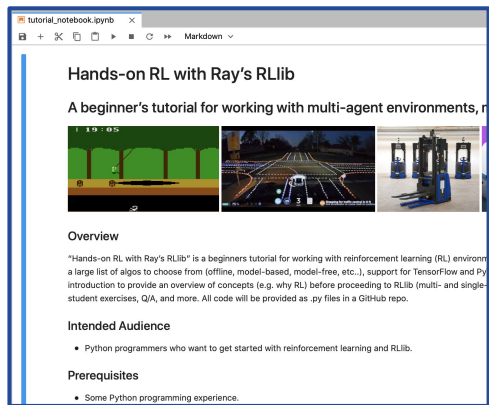 tutorial_notebook.ipynb
Markdown
Hands-on RL with Ray's RLlib
A beginner's tutorial for working with multi-agent environments,
19:05
3
Overview
"Hands-on RL with Ray's RLlib" is a beginners tutorial for working with reinforcement learning (RL)
a large list of algos to choose from (offline, model-based, model-free, etc..), support for TensorFlow and
introduction to provide an overview of concepts (e.g. why RL) before proceeding to RLlib (multi- and
student exercises, Q/A, and more. All code will be provided as .py files in a GitHub repo.
Intended Audience
• Python programmers who want to get started with reinforcement learning and RLlib.
Prerequisites
• Some Python programming experience.